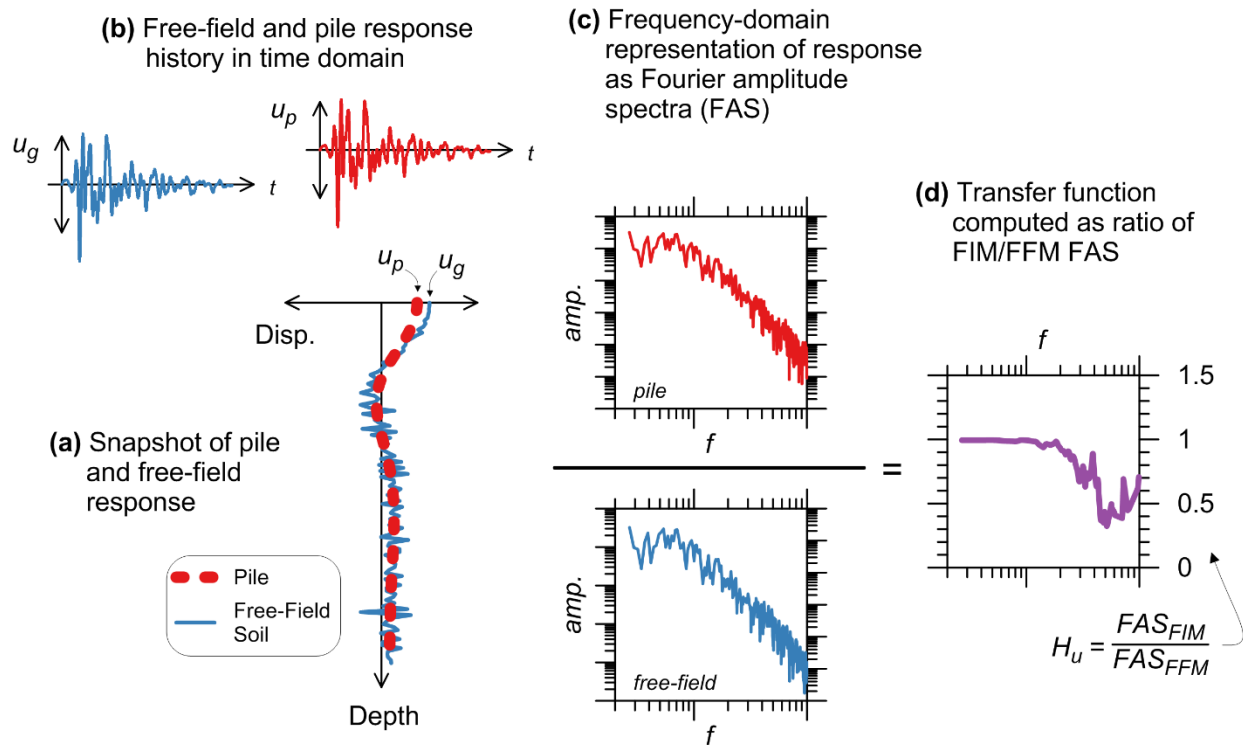 (b) Free-field and pile response
history in time domain
u_g
t
u_p
t
(c) Frequency-domain
representation of response
as Fourier amplitude
spectra (FAS)
(d) Transfer function
computed as ratio of
FIM/FFM FAS
u_p
u_g
Disp.
Depth
(a) Snapshot of pile
and free-field
response
Pile
Free-Field
Soil
amp.
pile
f
amp.
free-field
f
=
f
1.5
1
0.5
0
H_u = FAS_FIM / FAS_FFM